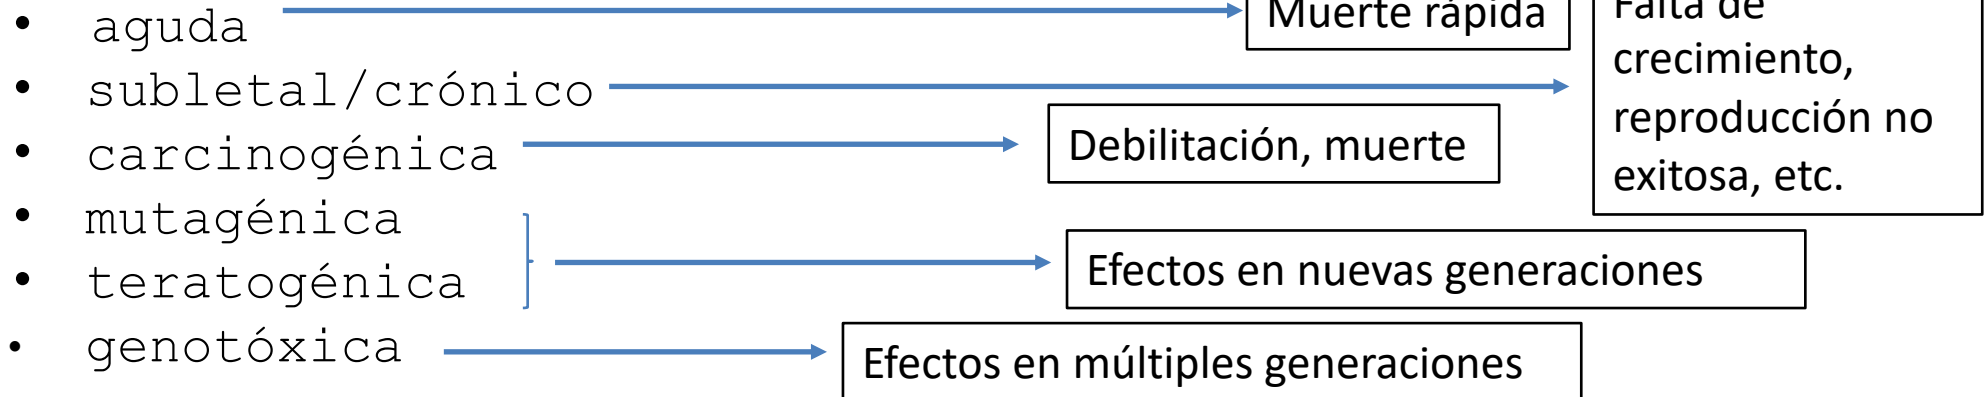 • aguda
Muerte rápida
Falta de
crecimiento,
reproducción no
exitosa, etc.
• subletal/crónico
• carcinogénica
Debilitación, muerte
• mutagénica
• teratogénica
Efectos en nuevas generaciones
• genotóxica
Efectos en múltiples generaciones